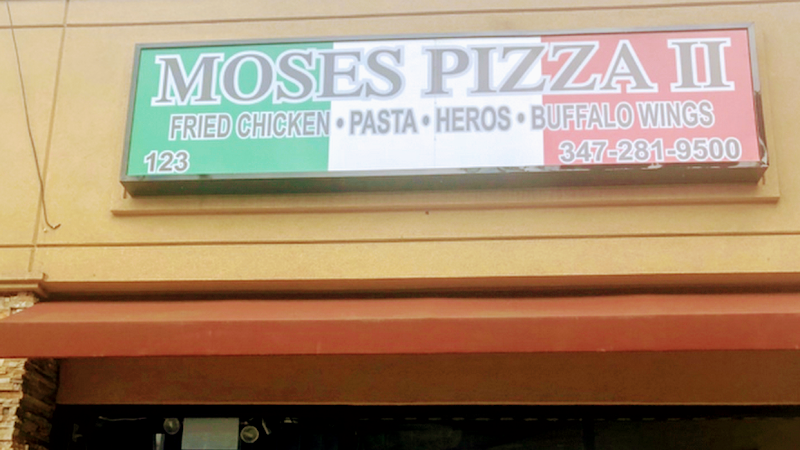 MOSES PIZZA II
FRIED CHICKEN • PASTA • HEROS • BUFFALO WINGS
123 347-281-9500